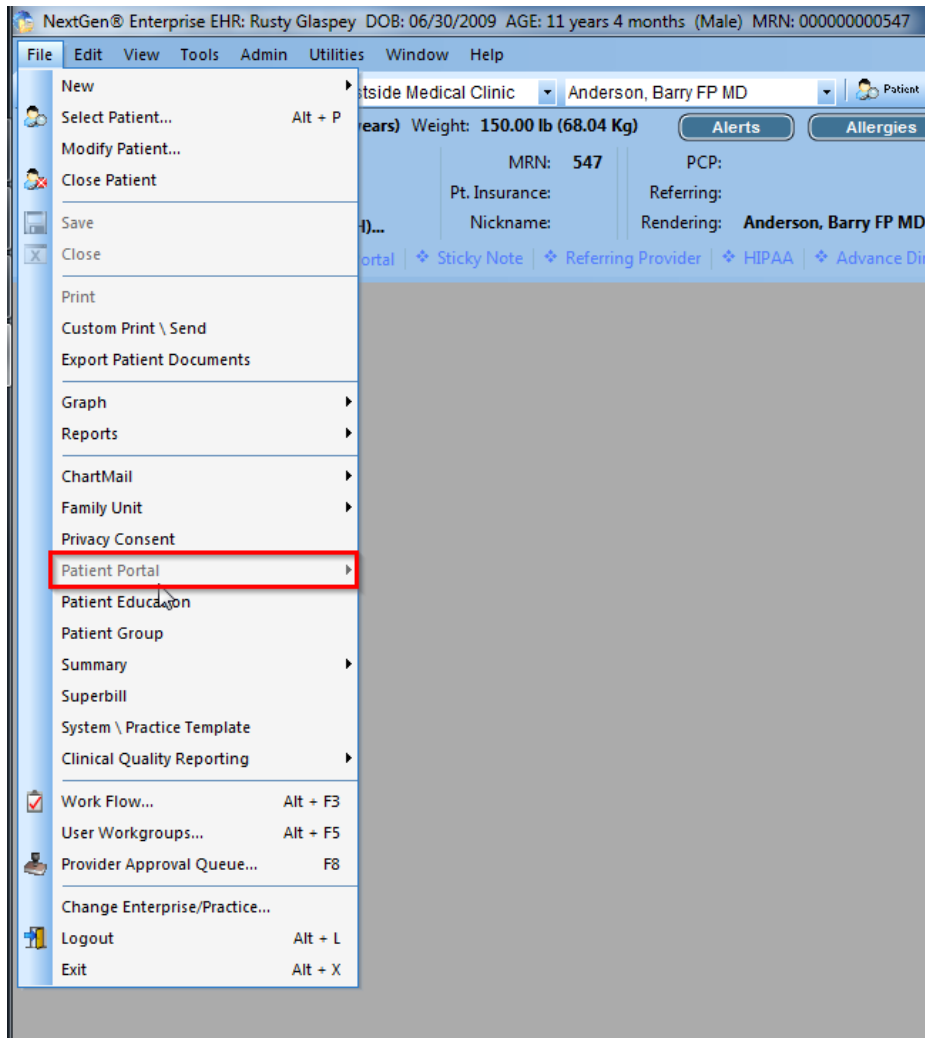 NextGen® Enterprise EHR: Rusty Glaspey DOB: 06/30/2009 AGE: 11 years 4 months (Male) MRN: 000000000547
File Edit View Tools Admin Utilities Window Help
New
tside Medical Clinic Anderson, Barry FP MD Patient
Select Patient... Alt + P
ears) Weight: 150.00 lb (68.04 Kg) Alerts Allergies
Modify Patient...
MRN: 547 PCP:
Close Patient
Pt. Insurance: Referring:
Save
)... Nickname: Rendering: Anderson, Barry FP MD
Close
ortal Sticky Note Referring Provider HIPAA Advance Di
Print
Custom Print \ Send
Export Patient Documents
Graph
Reports
ChartMail
Family Unit
Privacy Consent
Patient Portal
Patient Education
Patient Group
Summary
Superbill
System \ Practice Template
Clinical Quality Reporting
Work Flow... Alt + F3
User Workgroups... Alt + F5
Provider Approval Queue... F8
Change Enterprise/Practice...
Logout Alt + L
Exit Alt + X